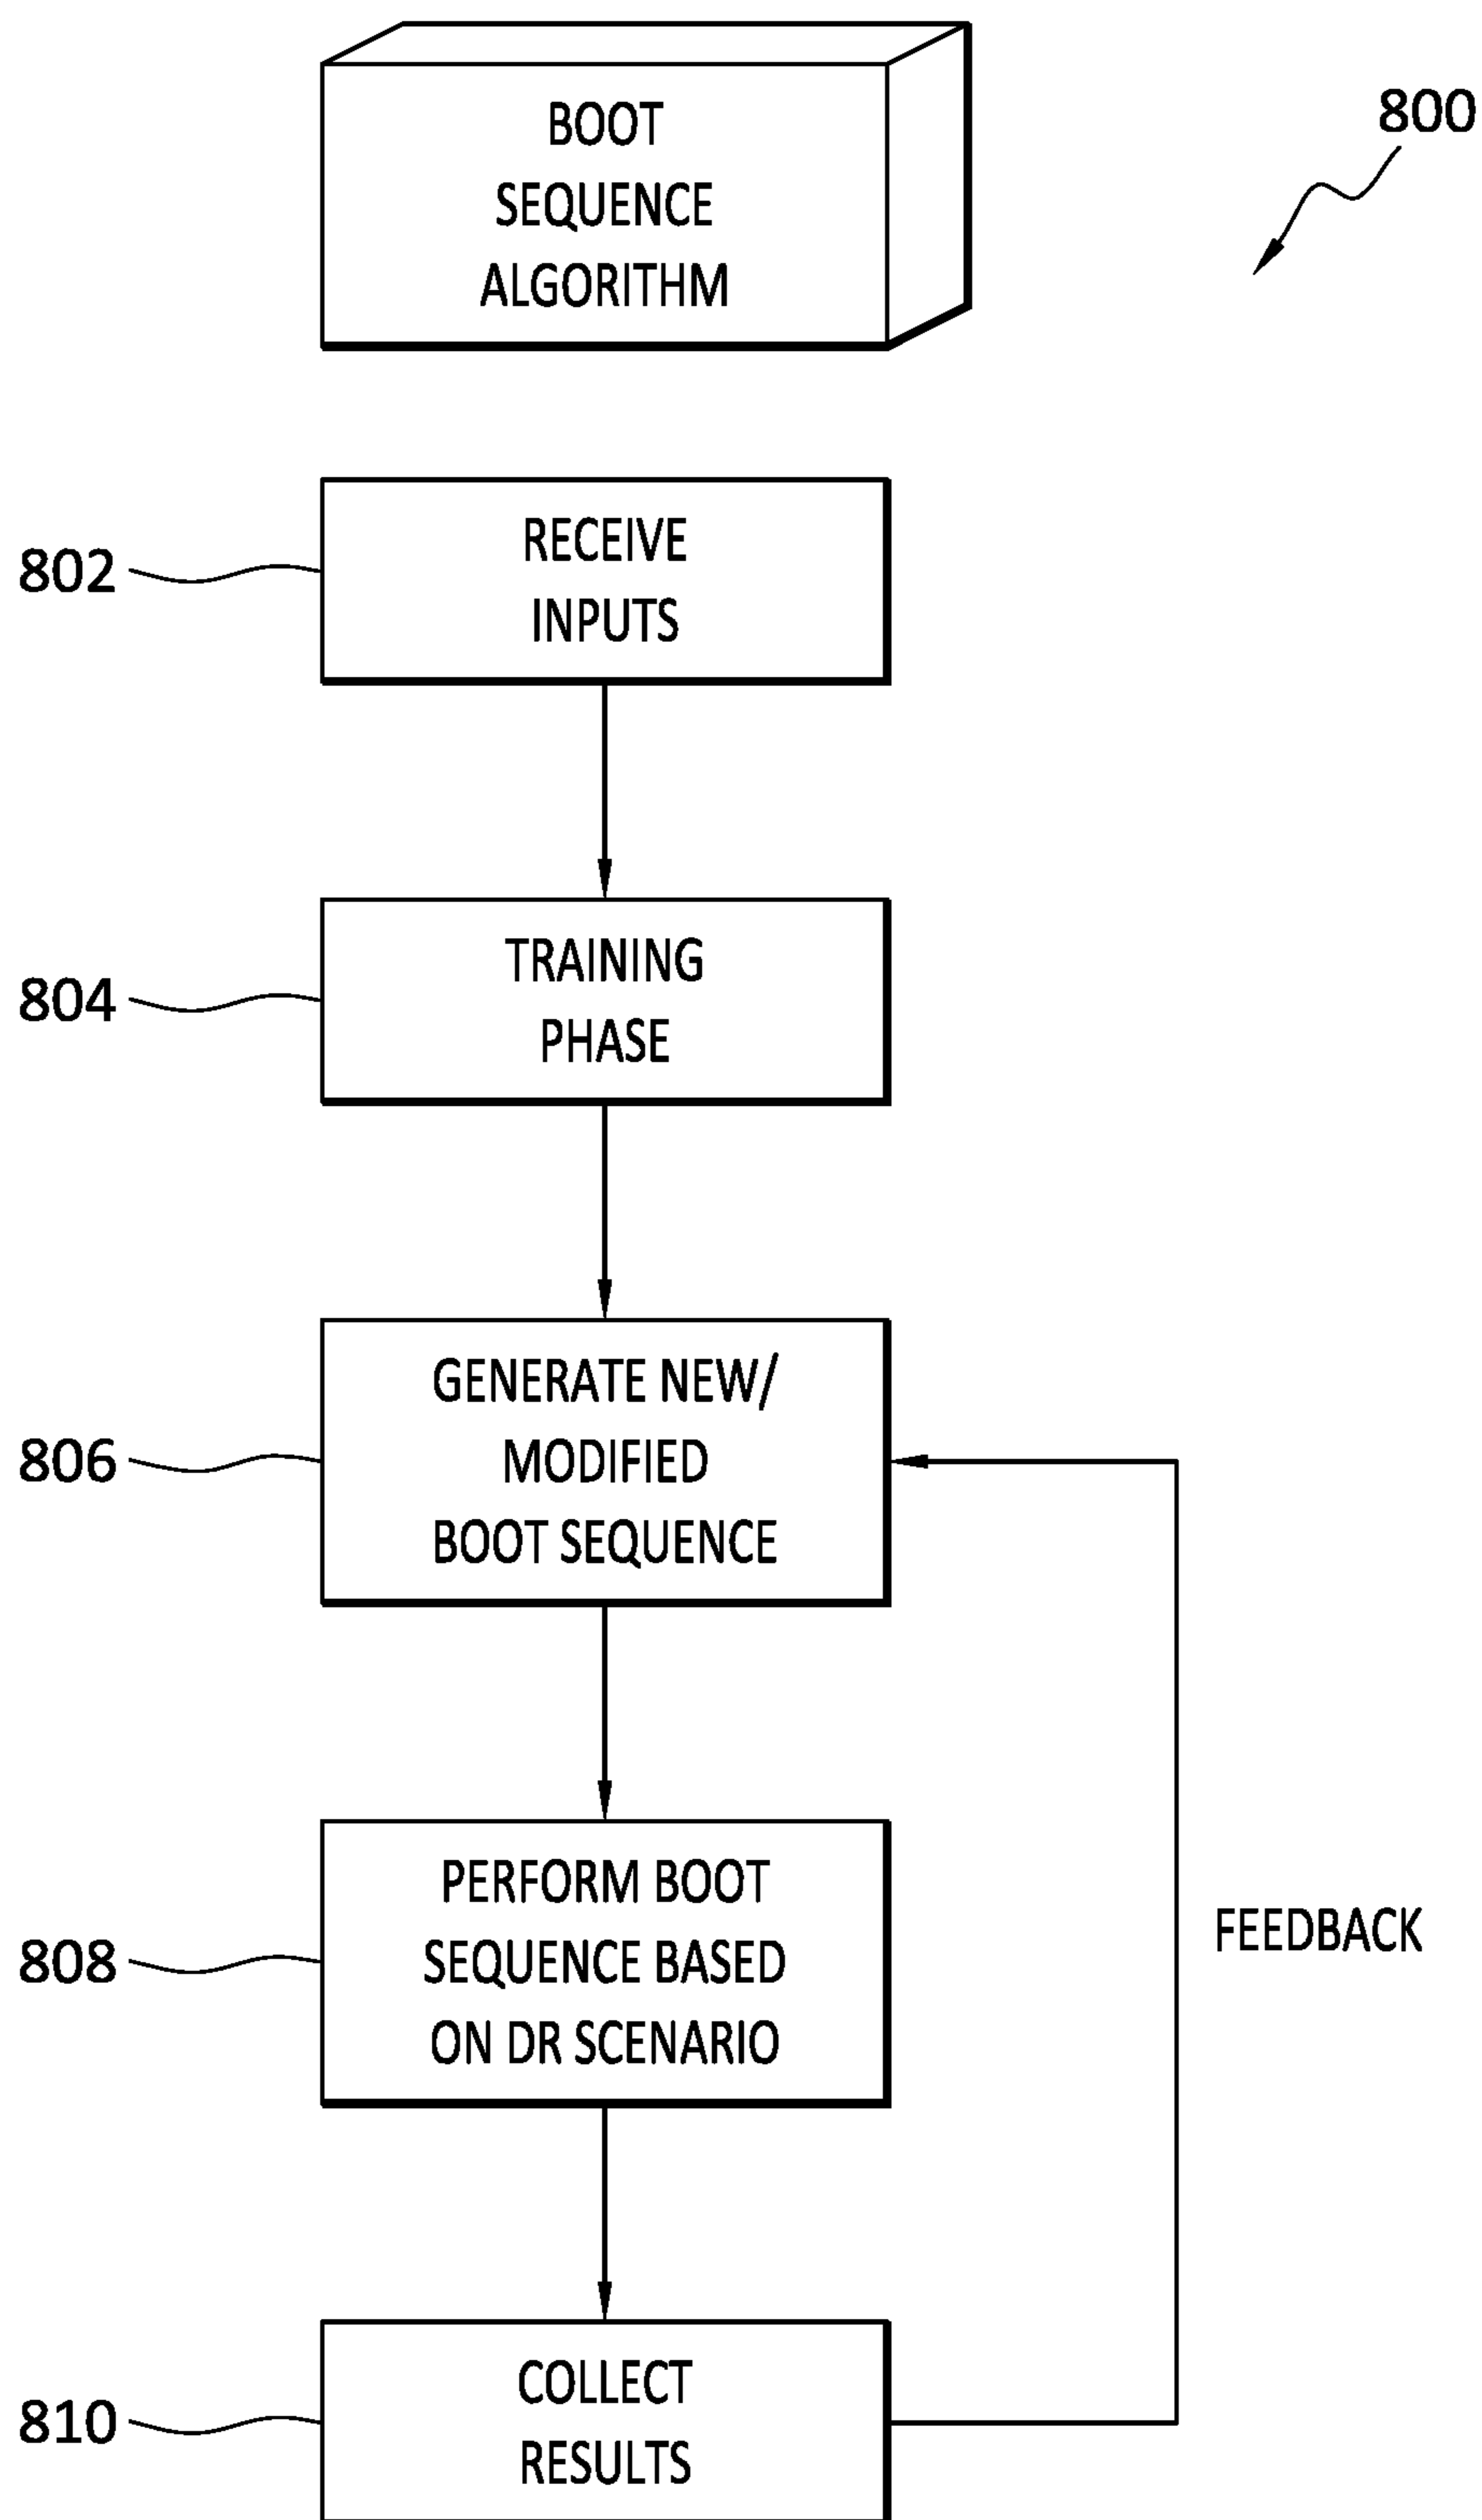 BOOT
SEQUENCE
ALGORITHM
800
802
RECEIVE
INPUTS
804
TRAINING
PHASE
806
GENERATE NEW/
MODIFIED
BOOT SEQUENCE
808
PERFORM BOOT
SEQUENCE BASED
ON DR SCENARIO
FEEDBACK
810
COLLECT
RESULTS